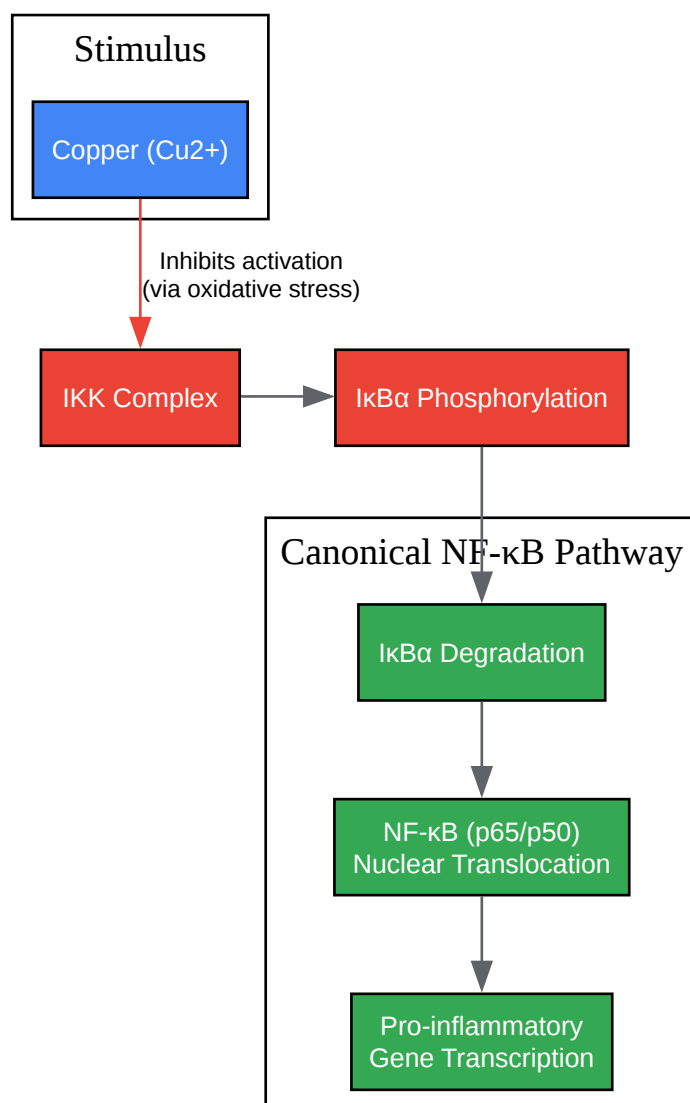 Stimulus
Copper (Cu2+)
Inhibits activation
(via oxidative stress)
IKK Complex
IκBα Phosphorylation
Canonical NF-κB Pathway
IκBα Degradation
NF-κB (p65/p50)
Nuclear Translocation
Pro-inflammatory
Gene Transcription